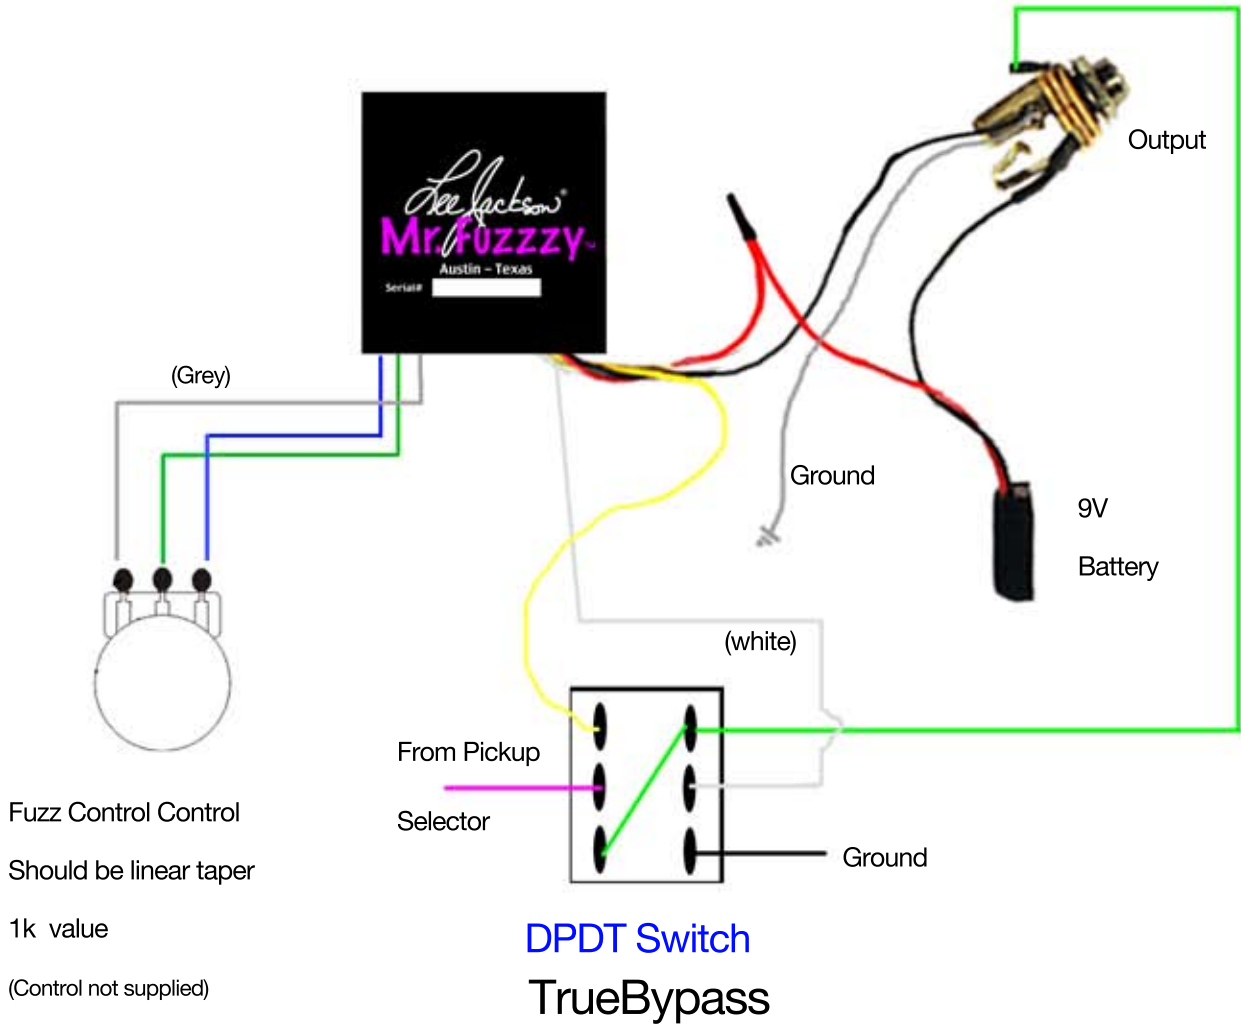 Output
Lee Jackson®
Mr. Fuzzzy™
Austin – Texas
Serial#
(Grey)
Ground
9V
Battery
(white)
From Pickup
Selector
Ground
Fuzz Control Control
Should be linear taper
1k value
(Control not supplied)
DPDT Switch
TrueBypass